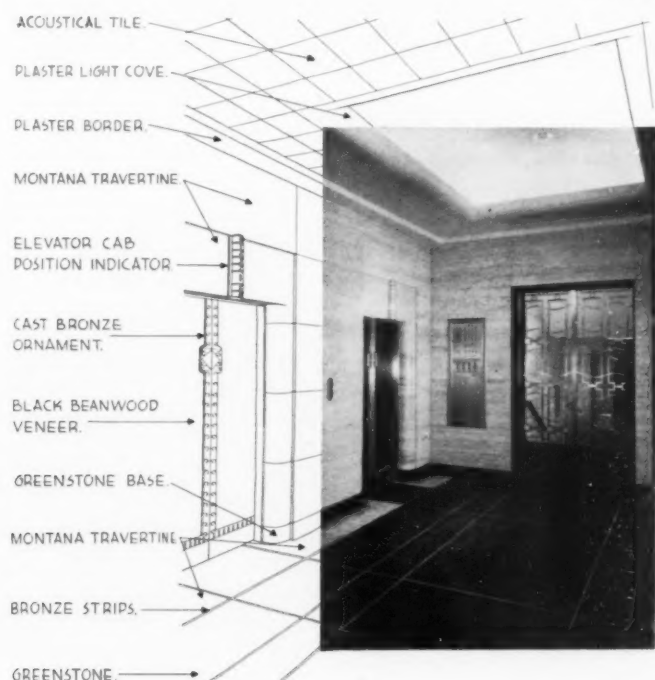 ACOUSTICAL TILE.
PLASTER LIGHT COVE.
PLASTER BORDER.
MONTANA TRAVERTINE
ELEVATOR CAB
POSITION INDICATOR
CAST BRONZE
ORNAMENT.
BLACK BEANWOOD
VENEER.
GREENSTONE BASE.
MONTANA TRAVERTINE
BRONZE STRIPS.
GREENSTONE.